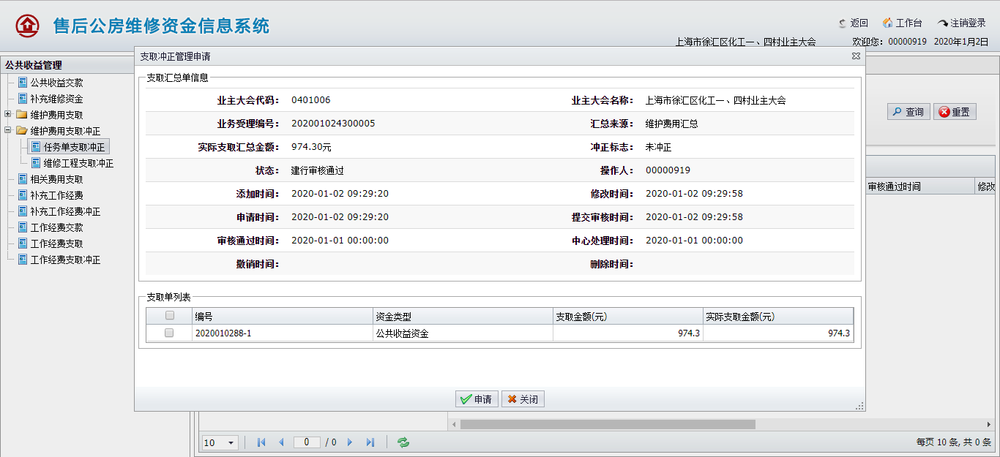 售后公房维修资金信息系统
返回 工作台 注销登录
上海市徐汇区化工一、四村业主大会 欢迎您：00000919 2020年1月2日
公共收益管理
公共收益交款
补充维修资金
维护费用支取
维护费用支取冲正
任务单支取冲正
维修工程支取冲正
相关费用支取
补充工作经费
补充工作经费冲正
工作经费交款
工作经费支取
工作经费支取冲正
支取冲正管理申请
支取汇总单信息
业主大会代码： 0401006 业主大会名称： 上海市徐汇区化工一、四村业主大会
业务受理编号： 202001024300005 汇总来源： 维护费用汇总
实际支取汇总金额： 974.30元 冲正标志： 未冲正
状态： 建行审核通过 操作人： 00000919
添加时间： 2020-01-02 09:29:20 修改时间： 2020-01-02 09:29:58
申请时间： 2020-01-02 09:29:20 提交审核时间： 2020-01-02 09:29:58
审核通过时间： 2020-01-01 00:00:00 中心处理时间： 2020-01-01 00:00:00
撤销时间： 删除时间：
支取单列表
编号 资金类型 支取金额(元) 实际支取金额(元)
2020010288-1 公共收益资金 974.3 974.3
申请 关闭
查询 重置
审核通过时间 修改
10 0 / 0 每页 10 条, 共 0 条